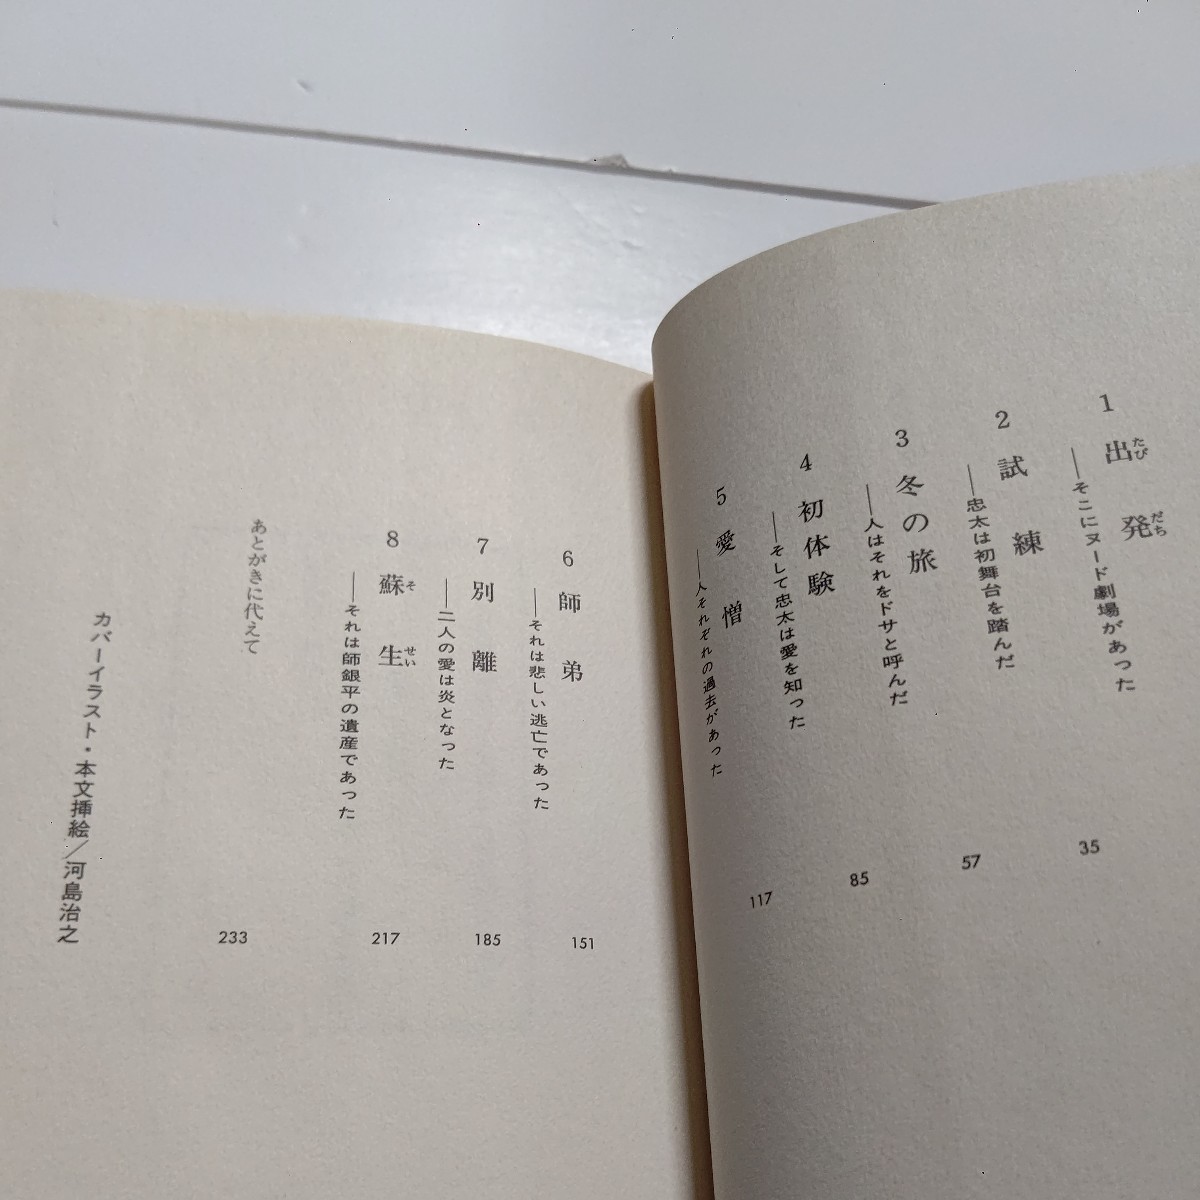 1 出発
たびだち
――そこにヌード劇場があった
2 試練
――忠太は初舞台を踏んだ
35
3 冬の旅
――人はそれをドサと呼んだ
57
4 初体験
――そして忠太は愛を知った
85
5 愛憎
――人それぞれの過去があった
117
6 師弟
――それは悲しい逃亡であった
151
7 別離
――二人の愛は炎となった
185
8 蘇生
そせい
――それは師銀平の遺産であった
217
あとがきに代えて
233
カバーイラスト・本文挿絵/河島治之